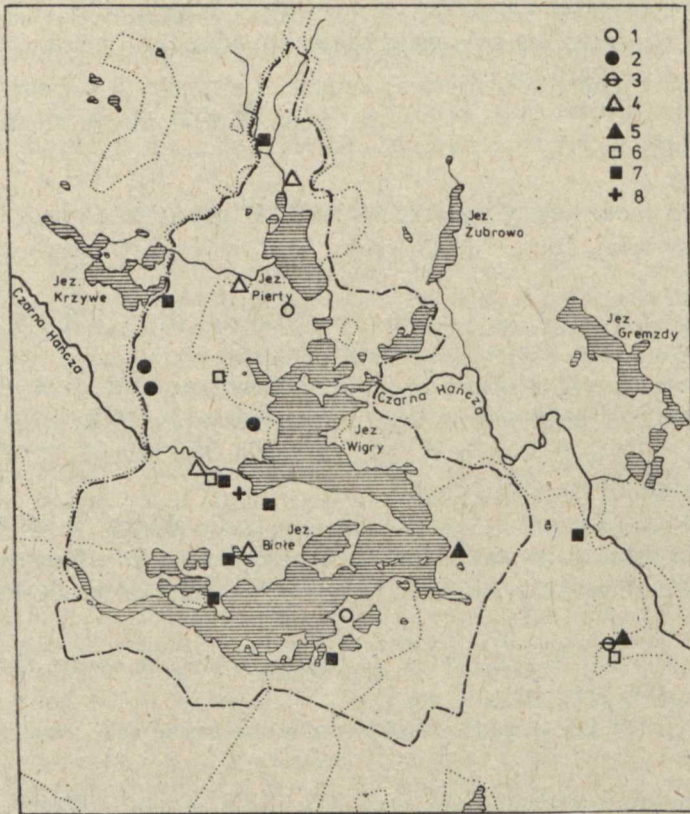 1
2
3
4
5
6
7
8
Jez.
Żubrowo
Jez.
Krzywe
Jez.
Pierty
Jez.
Gremzdy
Czarna Hańcza
Czarna Hańcza
Jez.
Wigry
Jez.
Białe